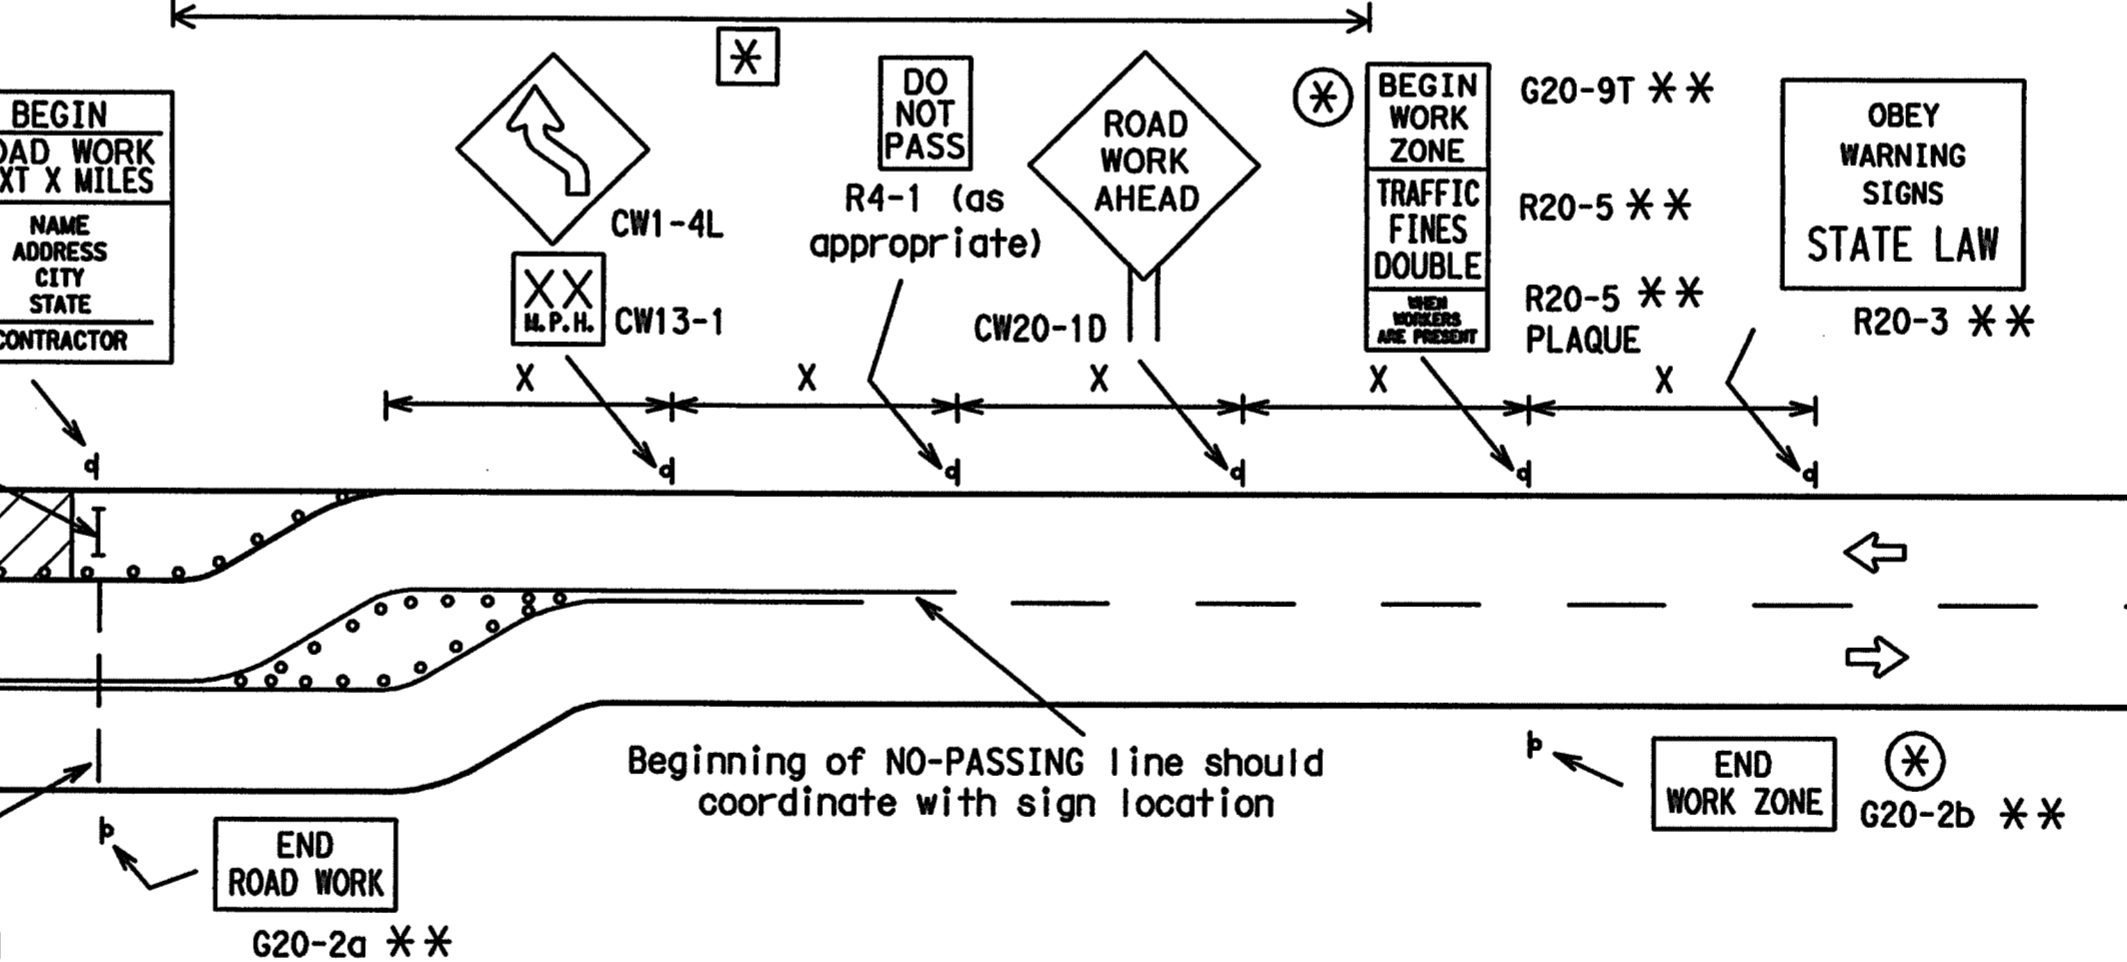 BEGIN
OAD WORK
XT X MILES
NAME
ADDRESS
CITY
STATE
CONTRACTOR
CW1-4L
XX
M.P.H.
CW13-1
*
DO
NOT
PASS
R4-1 (as
appropriate)
ROAD
WORK
AHEAD
CW20-1D
*
BEGIN
WORK
ZONE
TRAFFIC
FINES
DOUBLE
WHEN
WORKERS
ARE PRESENT
G20-9T * *
R20-5 * *
R20-5 * *
PLAQUE
OBEY
WARNING
SIGNS
STATE LAW
R20-3 * *
X X X X X
Beginning of NO-PASSING line should
coordinate with sign location
END
WORK ZONE
*
G20-2b * *
END
ROAD WORK
G20-2a * *